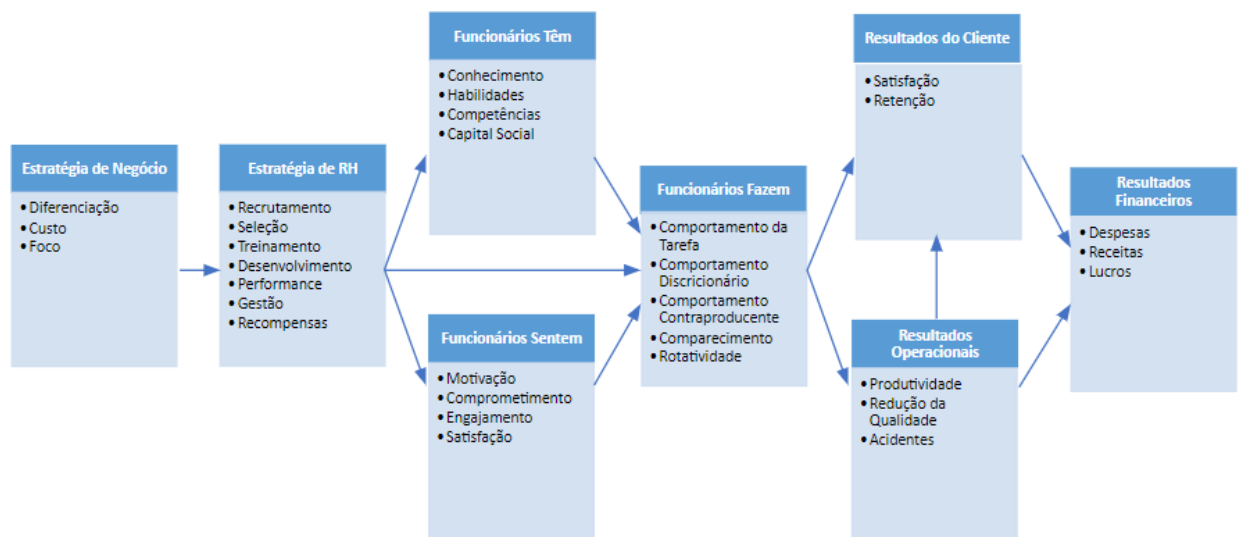 Estratégia de Negócio
• Diferenciação
• Custo
• Foco
Estratégia de RH
• Recrutamento
• Seleção
• Treinamento
• Desenvolvimento
• Performance
• Gestão
• Recompensas
Funcionários Têm
• Conhecimento
• Habilidades
• Competências
• Capital Social
Funcionários Sentem
• Motivação
• Comprometimento
• Engajamento
• Satisfação
Funcionários Fazem
• Comportamento da
Tarefa
• Comportamento
Discricionário
• Comportamento
Contraproducente
• Comparecimento
• Rotatividade
Resultados do Cliente
• Satisfação
• Retenção
Resultados
Operacionais
• Produtividade
• Redução da
Qualidade
• Acidentes
Resultados
Financeiros
• Despesas
• Receitas
• Lucros